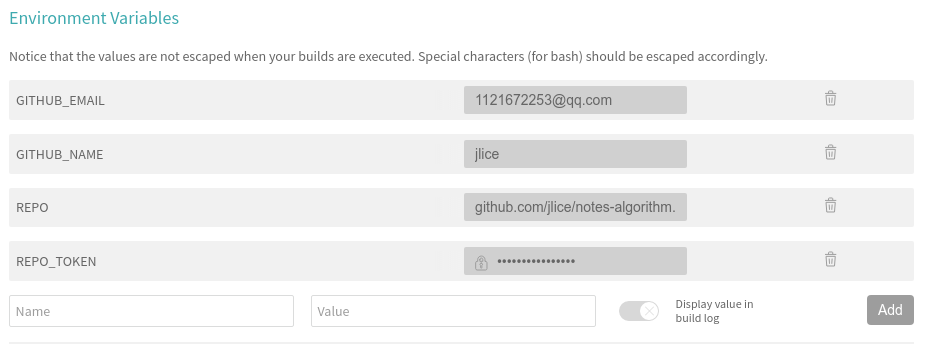 Environment Variables
Notice that the values are not escaped when your builds are executed. Special characters (for bash) should be escaped accordingly.
GITHUB_EMAIL 1121672253@qq.com
GITHUB_NAME jlice
REPO github.com/jlice/notes-algorithm.
REPO_TOKEN ••••••••••••••••
Name Value Display value in
build log Add